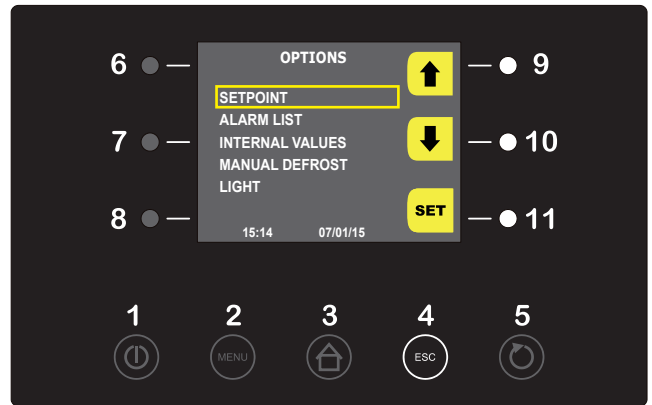 OPTIONS
6
9
SETPOINT
ALARM LIST
7
INTERNAL VALUES
10
MANUAL DEFROST
LIGHT
8
SET
11
15:14 07/01/15
1 2 3 4 5
MENU
ESC